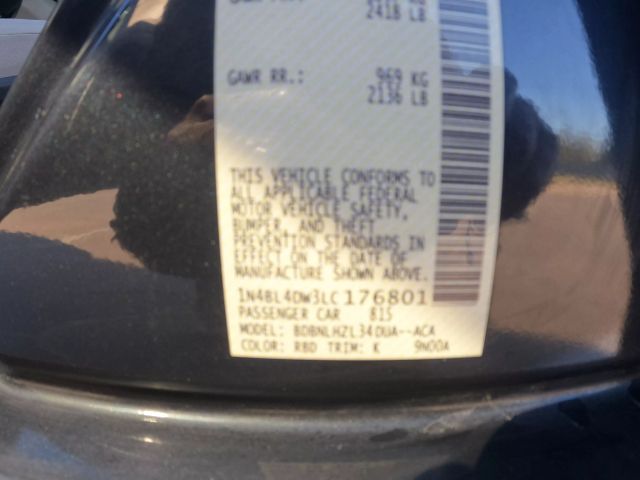 2418 LB
GAWR RR.: 969 KG
2136 LB
THIS VEHICLE CONFORMS TO
ALL APPLICABLE FEDERAL
MOTOR VEHICLE SAFETY,
BUMPER, AND THEFT
PREVENTION STANDARDS IN
EFFECT ON THE DATE OF
MANUFACTURE SHOWN ABOVE.
1N4BL4DW3LC176801
PASSENGER CAR 815
MODEL: BDBNLHZL34DUA--ACA
COLOR: RBD TRIM: K 9N00A